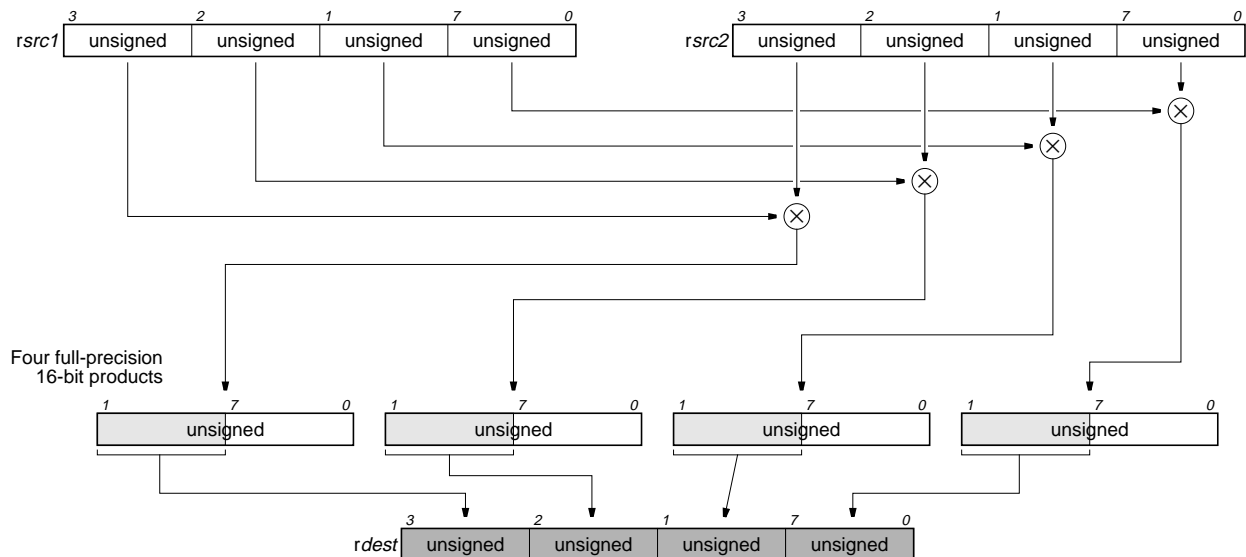 3 2 1 7 0 3 2 1 7 0
rsrc1 unsigned unsigned unsigned unsigned rsrc2 unsigned unsigned unsigned unsigned
Four full-precision
16-bit products
1 7 0 1 7 0 1 7 0 1 7 0
unsigned unsigned unsigned unsigned
3 2 1 7 0
rdest unsigned unsigned unsigned unsigned